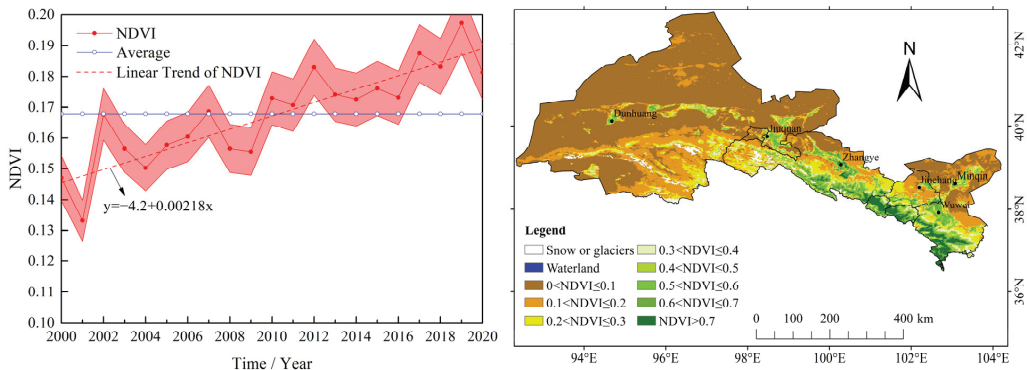 0.20
0.19
0.18
0.17
0.16
0.15
0.14
0.13
0.12
0.11
0.10
NDVI
NDVI
Average
Linear Trend of NDVI
y=−4.2+0.00218x
2000 2002 2004 2006 2008 2010 2012 2014 2016 2018 2020
Time / Year
N
42°N
40°N
38°N
36°N
Dunhuang
Jiuquan
Zhangye
Jinchang
Minqin
Wuwei
Legend
Snow or glaciers
Waterland
0<NDVI≤0.1
0.1<NDVI≤0.2
0.2<NDVI≤0.3
0.3<NDVI≤0.4
0.4<NDVI<0.5
0.5<NDVI≤0.6
0.6<NDVI≤0.7
NDVI>0.7
0 100 200 400 km
94°E 96°E 98°E 100°E 102°E 104°E